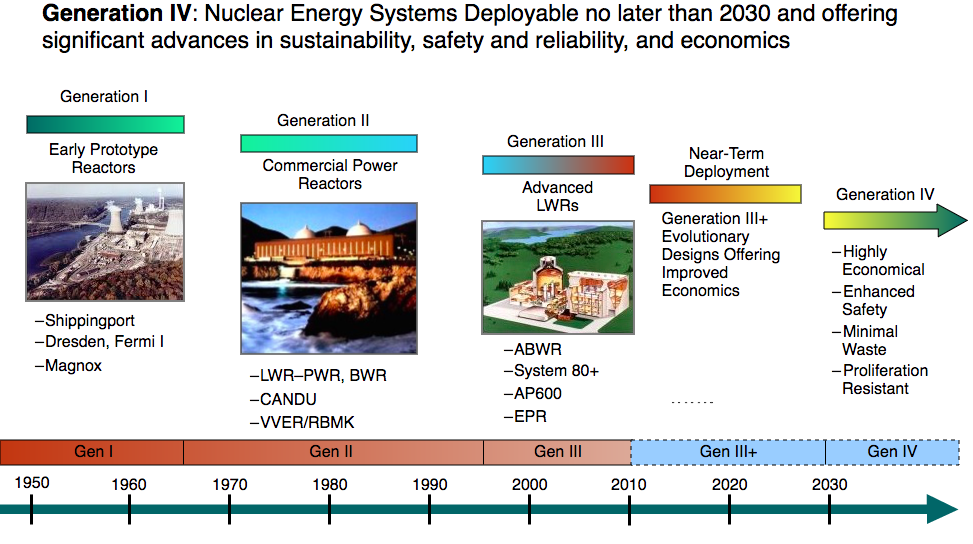 Generation IV: Nuclear Energy Systems Deployable no later than 2030 and offering
significant advances in sustainability, safety and reliability, and economics
Generation I
Early Prototype
Reactors
–Shippingport
–Dresden, Fermi I
–Magnox
Generation II
Commercial Power
Reactors
–LWR–PWR, BWR
–CANDU
–VVER/RBMK
Generation III
Advanced
LWRs
–ABWR
–System 80+
–AP600
–EPR
Near-Term
Deployment
Generation III+
Evolutionary
Designs Offering
Improved
Economics
.......
Generation IV
–Highly
Economical
–Enhanced
Safety
–Minimal
Waste
–Proliferation
Resistant
Gen I
Gen II
Gen III
Gen III+
Gen IV
1950
1960
1970
1980
1990
2000
2010
2020
2030